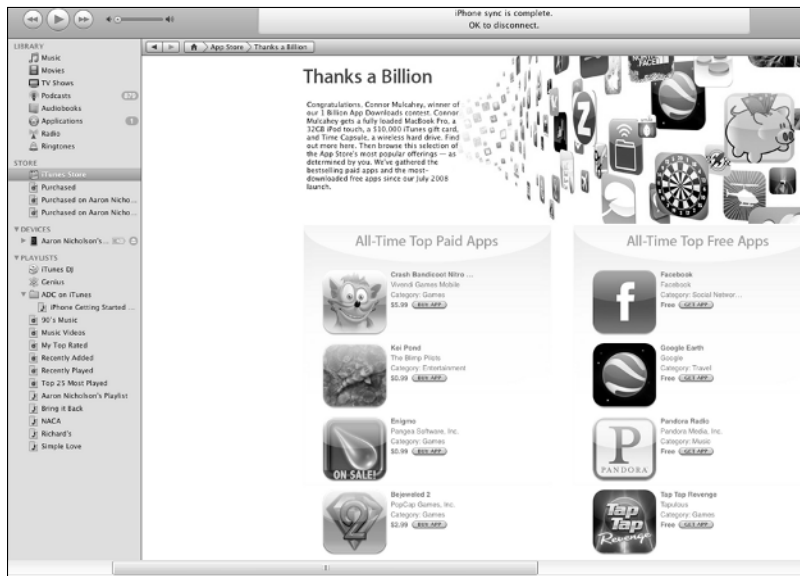 iPhone sync is complete.
OK to disconnect.
LIBRARY
Music
Movies
TV Shows
Podcasts
Audiobooks
Applications
Radio
Ringtones
STORE
iTunes Store
Purchased
Purchased on Aaron Nicho...
Purchased on Aaron Nicho...
DEVICES
Aaron Nicholson's...
PLAYLISTS
iTunes DJ
Genius
ADC on iTunes
iPhone Getting Started ...
90's Music
Music Videos
My Top Rated
Recently Added
Recently Played
Top 25 Most Played
Aaron Nicholson's Playlist
Bring it Back
NACA
Richard's
Simple Love
App Store
Thanks a Billion
Thanks a Billion
Congratulations, Connor Mulcahey, winner of
our 1 Billion App Downloads contest. Connor
Mulcahey gets a fully loaded MacBook Pro, a
32GB iPod touch, a $10,000 iTunes gift card,
and Time Capsule, a wireless hard drive. Find
out more here. Then browse this selection of
the App Store's most popular offerings — as
determined by you. We've gathered the
bestselling paid apps and the most-
downloaded free apps since our July 2008
launch.
All-Time Top Paid Apps
Crash Bandicoot Nitro ...
Vivendi Games Mobile
Category: Games
$5.99 BUY APP
Koi Pond
The Blimp Pilots
Category: Entertainment
$0.99 BUY APP
ON SALE!
Enigmo
Pangea Software, Inc.
Category: Games
$0.99 BUY APP
2
Bejeweled 2
PopCap Games, Inc.
Category: Games
$2.99 BUY APP
All-Time Top Free Apps
f
Facebook
Facebook
Category: Social Networ...
Free GET APP
Google Earth
Google
Category: Travel
Free GET APP
P
PANDORA
Pandora Radio
Pandora Media, Inc.
Category: Music
Free GET APP
Tap
Tap
Revenge
Tap Tap Revenge
Tapulous
Category: Games
Free GET APP